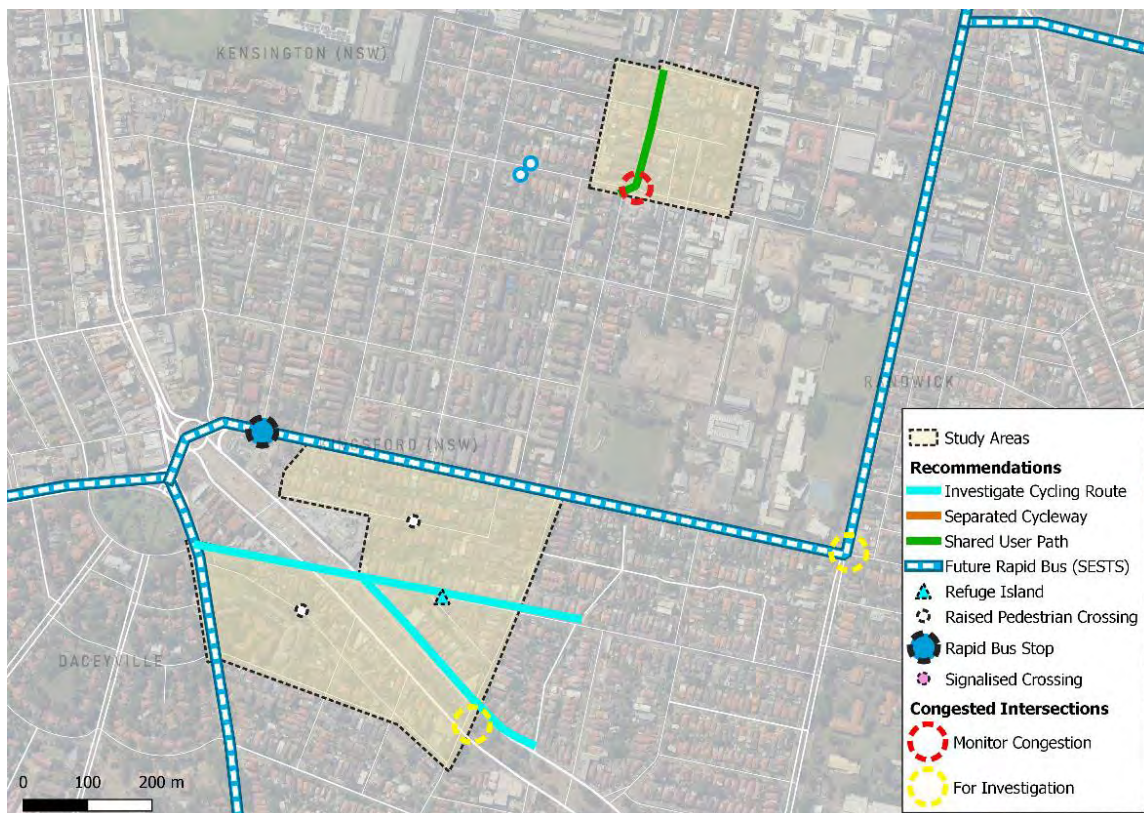 KENSINGTON (NSW)
RANDWICK
KINGSFORD (NSW)
DACEYVILLE
Study Areas
Recommendations
Investigate Cycling Route
Separated Cycleway
Shared User Path
Future Rapid Bus (SESTS)
Refuge Island
Raised Pedestrian Crossing
Rapid Bus Stop
Signalised Crossing
Congested Intersections
Monitor Congestion
For Investigation
0 100 200 m